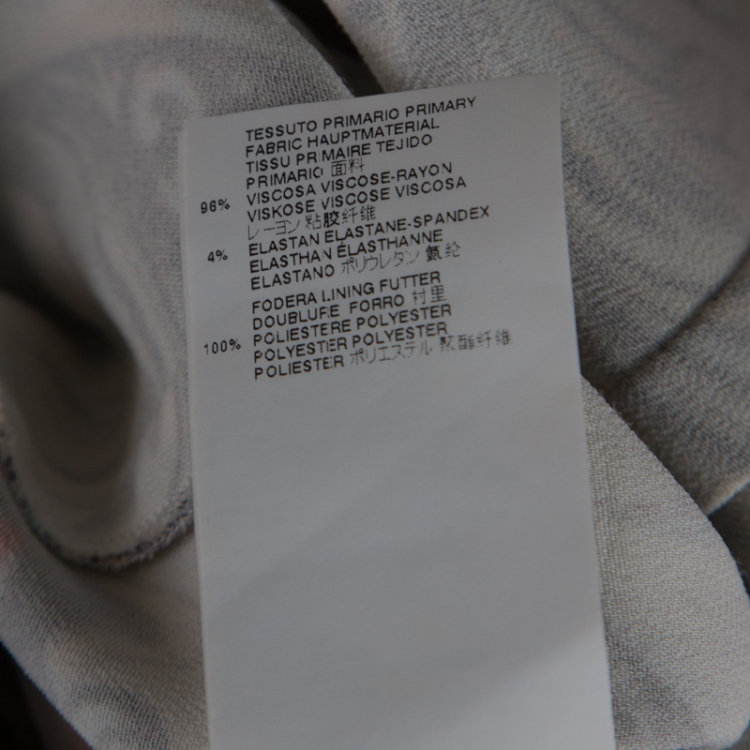 TESSUTO PRIMARIO PRIMARY
FABRIC HAUPTMATERIAL
TISSU PRIMAIRE TEJIDO
PRIMARIO 面料
96% VISCOSA VISCOSE-RAYON
VISKOSE VISCOSE VISCOSA
レーヨン 粘胶纤维
4% ELASTAN ELASTANE-SPANDEX
ELASTHAN ÉLASTHANNE
ELASTANO ポリウレタン 氨纶
FODERA LINING FUTTER
DOUBLURE FORRO 衬里
100% POLIESTERE POLYESTER
POLYESTER POLYESTER
POLIESTER ポリエステル 聚酯纤维